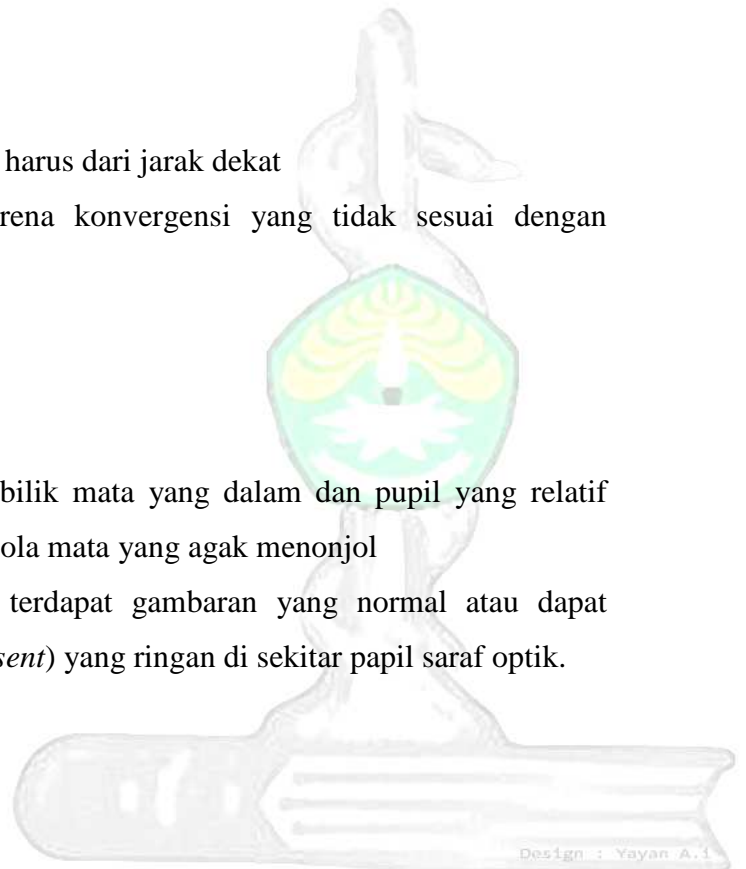 harus dari jarak dekat
rena konvergensi yang tidak sesuai dengan
bilik mata yang dalam dan pupil yang relatif
ola mata yang agak menonjol
terdapat gambaran yang normal atau dapat
sent) yang ringan di sekitar papil saraf optik.
Design : Yayan A.i